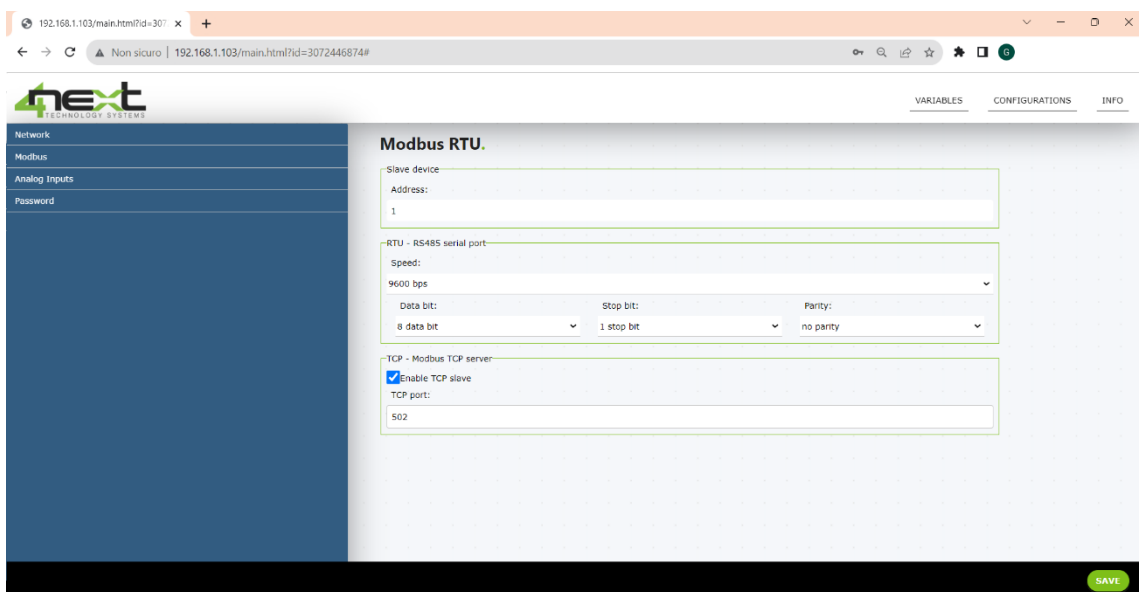 192.168.1.103/main.html?id=307
Non sicuro | 192.168.1.103/main.html?id=3072446874#
G
4next
TECHNOLOGY SYSTEMS
VARIABLES CONFIGURATIONS INFO
Network
Modbus
Analog Inputs
Password
Modbus RTU.
Slave device
Address:
1
RTU - RS485 serial port
Speed:
9600 bps
Data bit: Stop bit: Parity:
8 data bit 1 stop bit no parity
TCP - Modbus TCP server
Enable TCP slave
TCP port:
502
SAVE